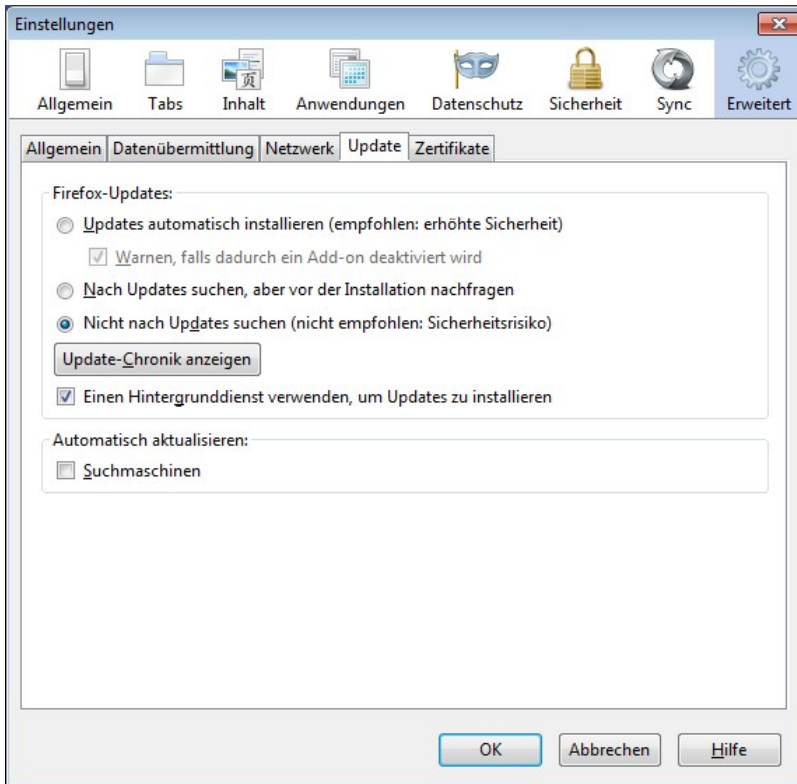 Einstellungen
页
Allgemein Tabs Inhalt Anwendungen Datenschutz Sicherheit Sync Erweitert
Allgemein Datenübermittlung Netzwerk Update Zertifikate
Firefox-Updates:
Updates automatisch installieren (empfohlen: erhöhte Sicherheit)
Warnen, falls dadurch ein Add-on deaktiviert wird
Nach Updates suchen, aber vor der Installation nachfragen
Nicht nach Updates suchen (nicht empfohlen: Sicherheitsrisiko)
Update-Chronik anzeigen
Einen Hintergrunddienst verwenden, um Updates zu installieren
Automatisch aktualisieren:
Suchmaschinen
OK Abbrechen Hilfe